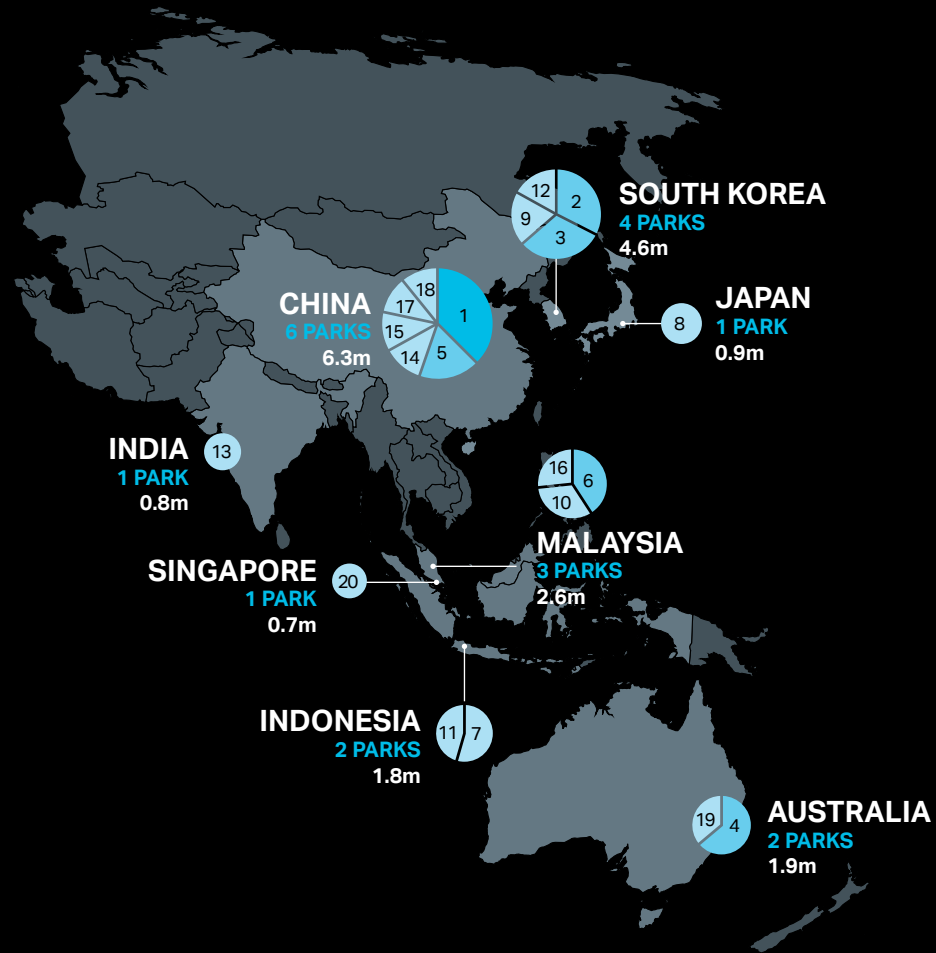 12
2
9
3
SOUTH KOREA
4 PARKS
4.6m
CHINA
6 PARKS
6.3m
18
17
1
15
14
5
8
JAPAN
1 PARK
0.9m
INDIA
1 PARK
0.8m
13
16
6
10
MALAYSIA
3 PARKS
2.6m
SINGAPORE
1 PARK
0.7m
20
INDONESIA
2 PARKS
1.8m
11
7
19
4
AUSTRALIA
2 PARKS
1.9m